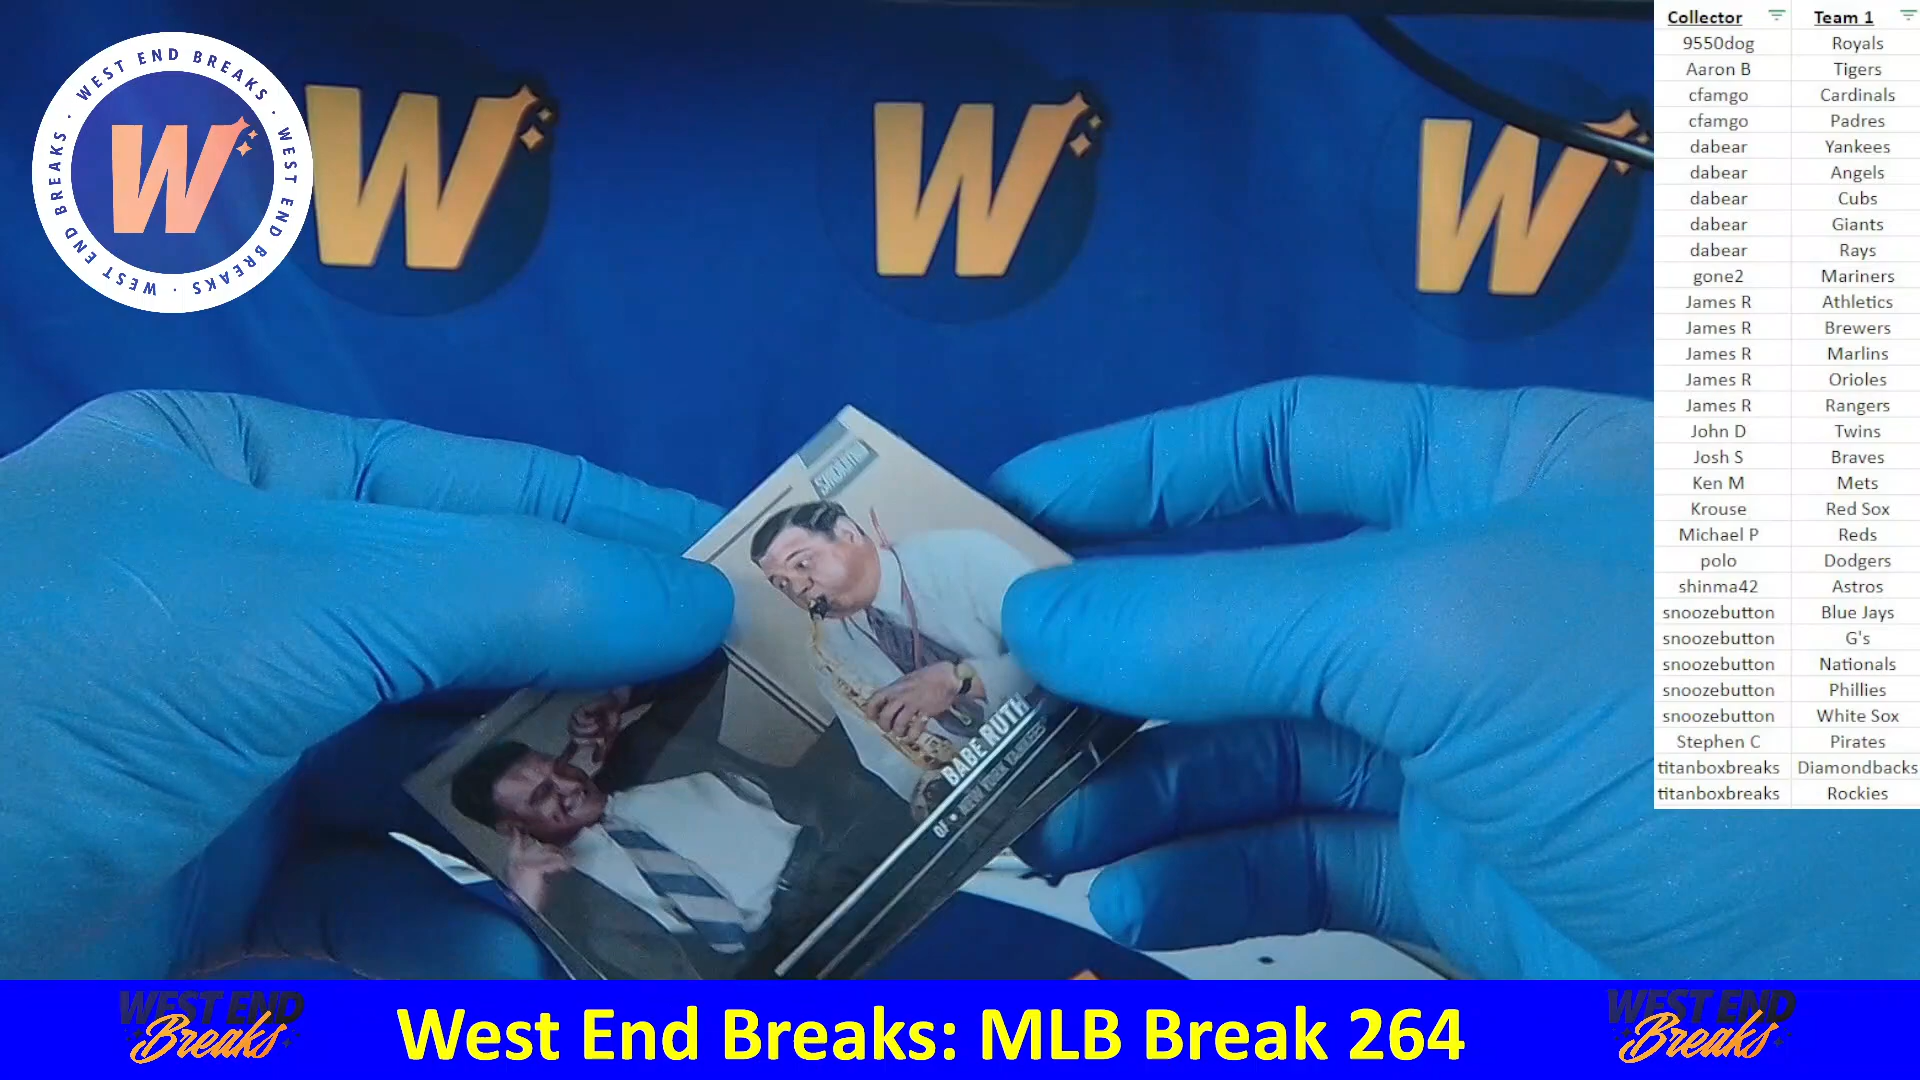 WEST END BREAKS · WEST END BREAKS · WEST END BREAKS ·
W
W
W
W
Collector Team 1
9550dog Royals
Aaron B Tigers
cfamgo Cardinals
cfamgo Padres
dabear Yankees
dabear Angels
dabear Cubs
dabear Giants
dabear Rays
gone2 Mariners
James R Athletics
James R Brewers
James R Marlins
James R Orioles
James R Rangers
John D Twins
Josh S Braves
Ken M Mets
Krouse Red Sox
Michael P Reds
polo Dodgers
shinma42 Astros
snoozebutton Blue Jays
snoozebutton G's
snoozebutton Nationals
snoozebutton Phillies
snoozebutton White Sox
Stephen C Pirates
titanboxbreaks Diamondbacks
titanboxbreaks Rockies
STADIUM
BABE RUTH
OF • NEW YORK YANKEES
WEST END
Breaks
West End Breaks: MLB Break 264
WEST END
Breaks